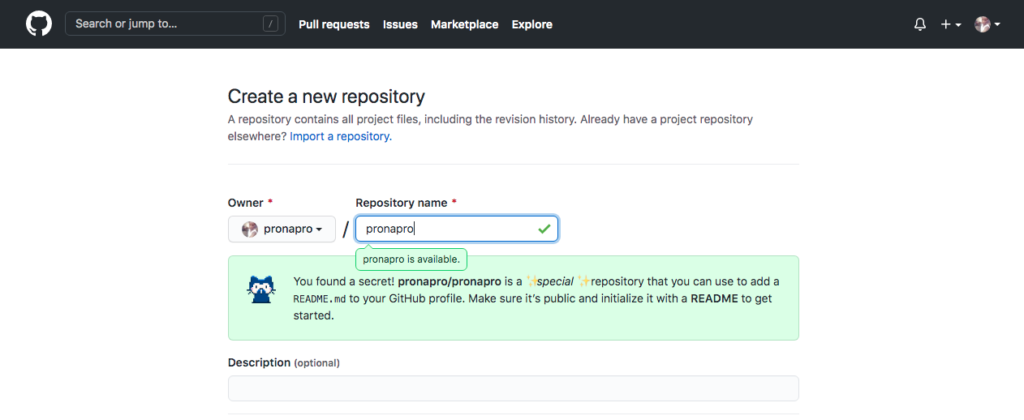 Search or jump to... /
Pull requests Issues Marketplace Explore
Create a new repository
A repository contains all project files, including the revision history. Already have a project repository
elsewhere? Import a repository.
Owner * Repository name *
pronapro / pronapro
pronapro is available.
You found a secret! pronapro/pronapro is a ✨special ✨repository that you can use to add a
README.md to your GitHub profile. Make sure it’s public and initialize it with a README to get
started.
Description (optional)